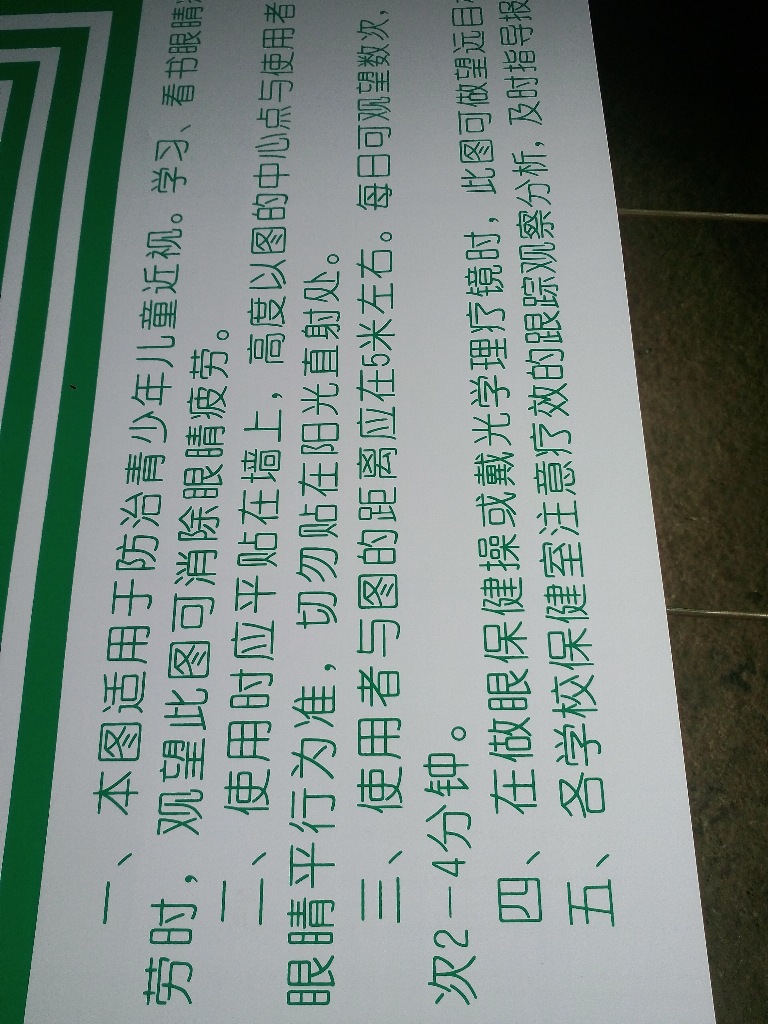 一、本图适用于防治青少年儿童近视。学习、看书眼睛
劳时，观望此图可消除眼睛疲劳。
二、使用时应平贴在墙上，高度以图的中心点与使用者
眼睛平行为准，切勿贴在阳光直射处。
三、使用者与图的距离应在5米左右。每日可观望数次，
次2－4分钟。
四、在做眼保健操或戴光学理疗镜时，此图可做望远目
五、各学校保健室注意疗效的跟踪观察分析，及时指导报